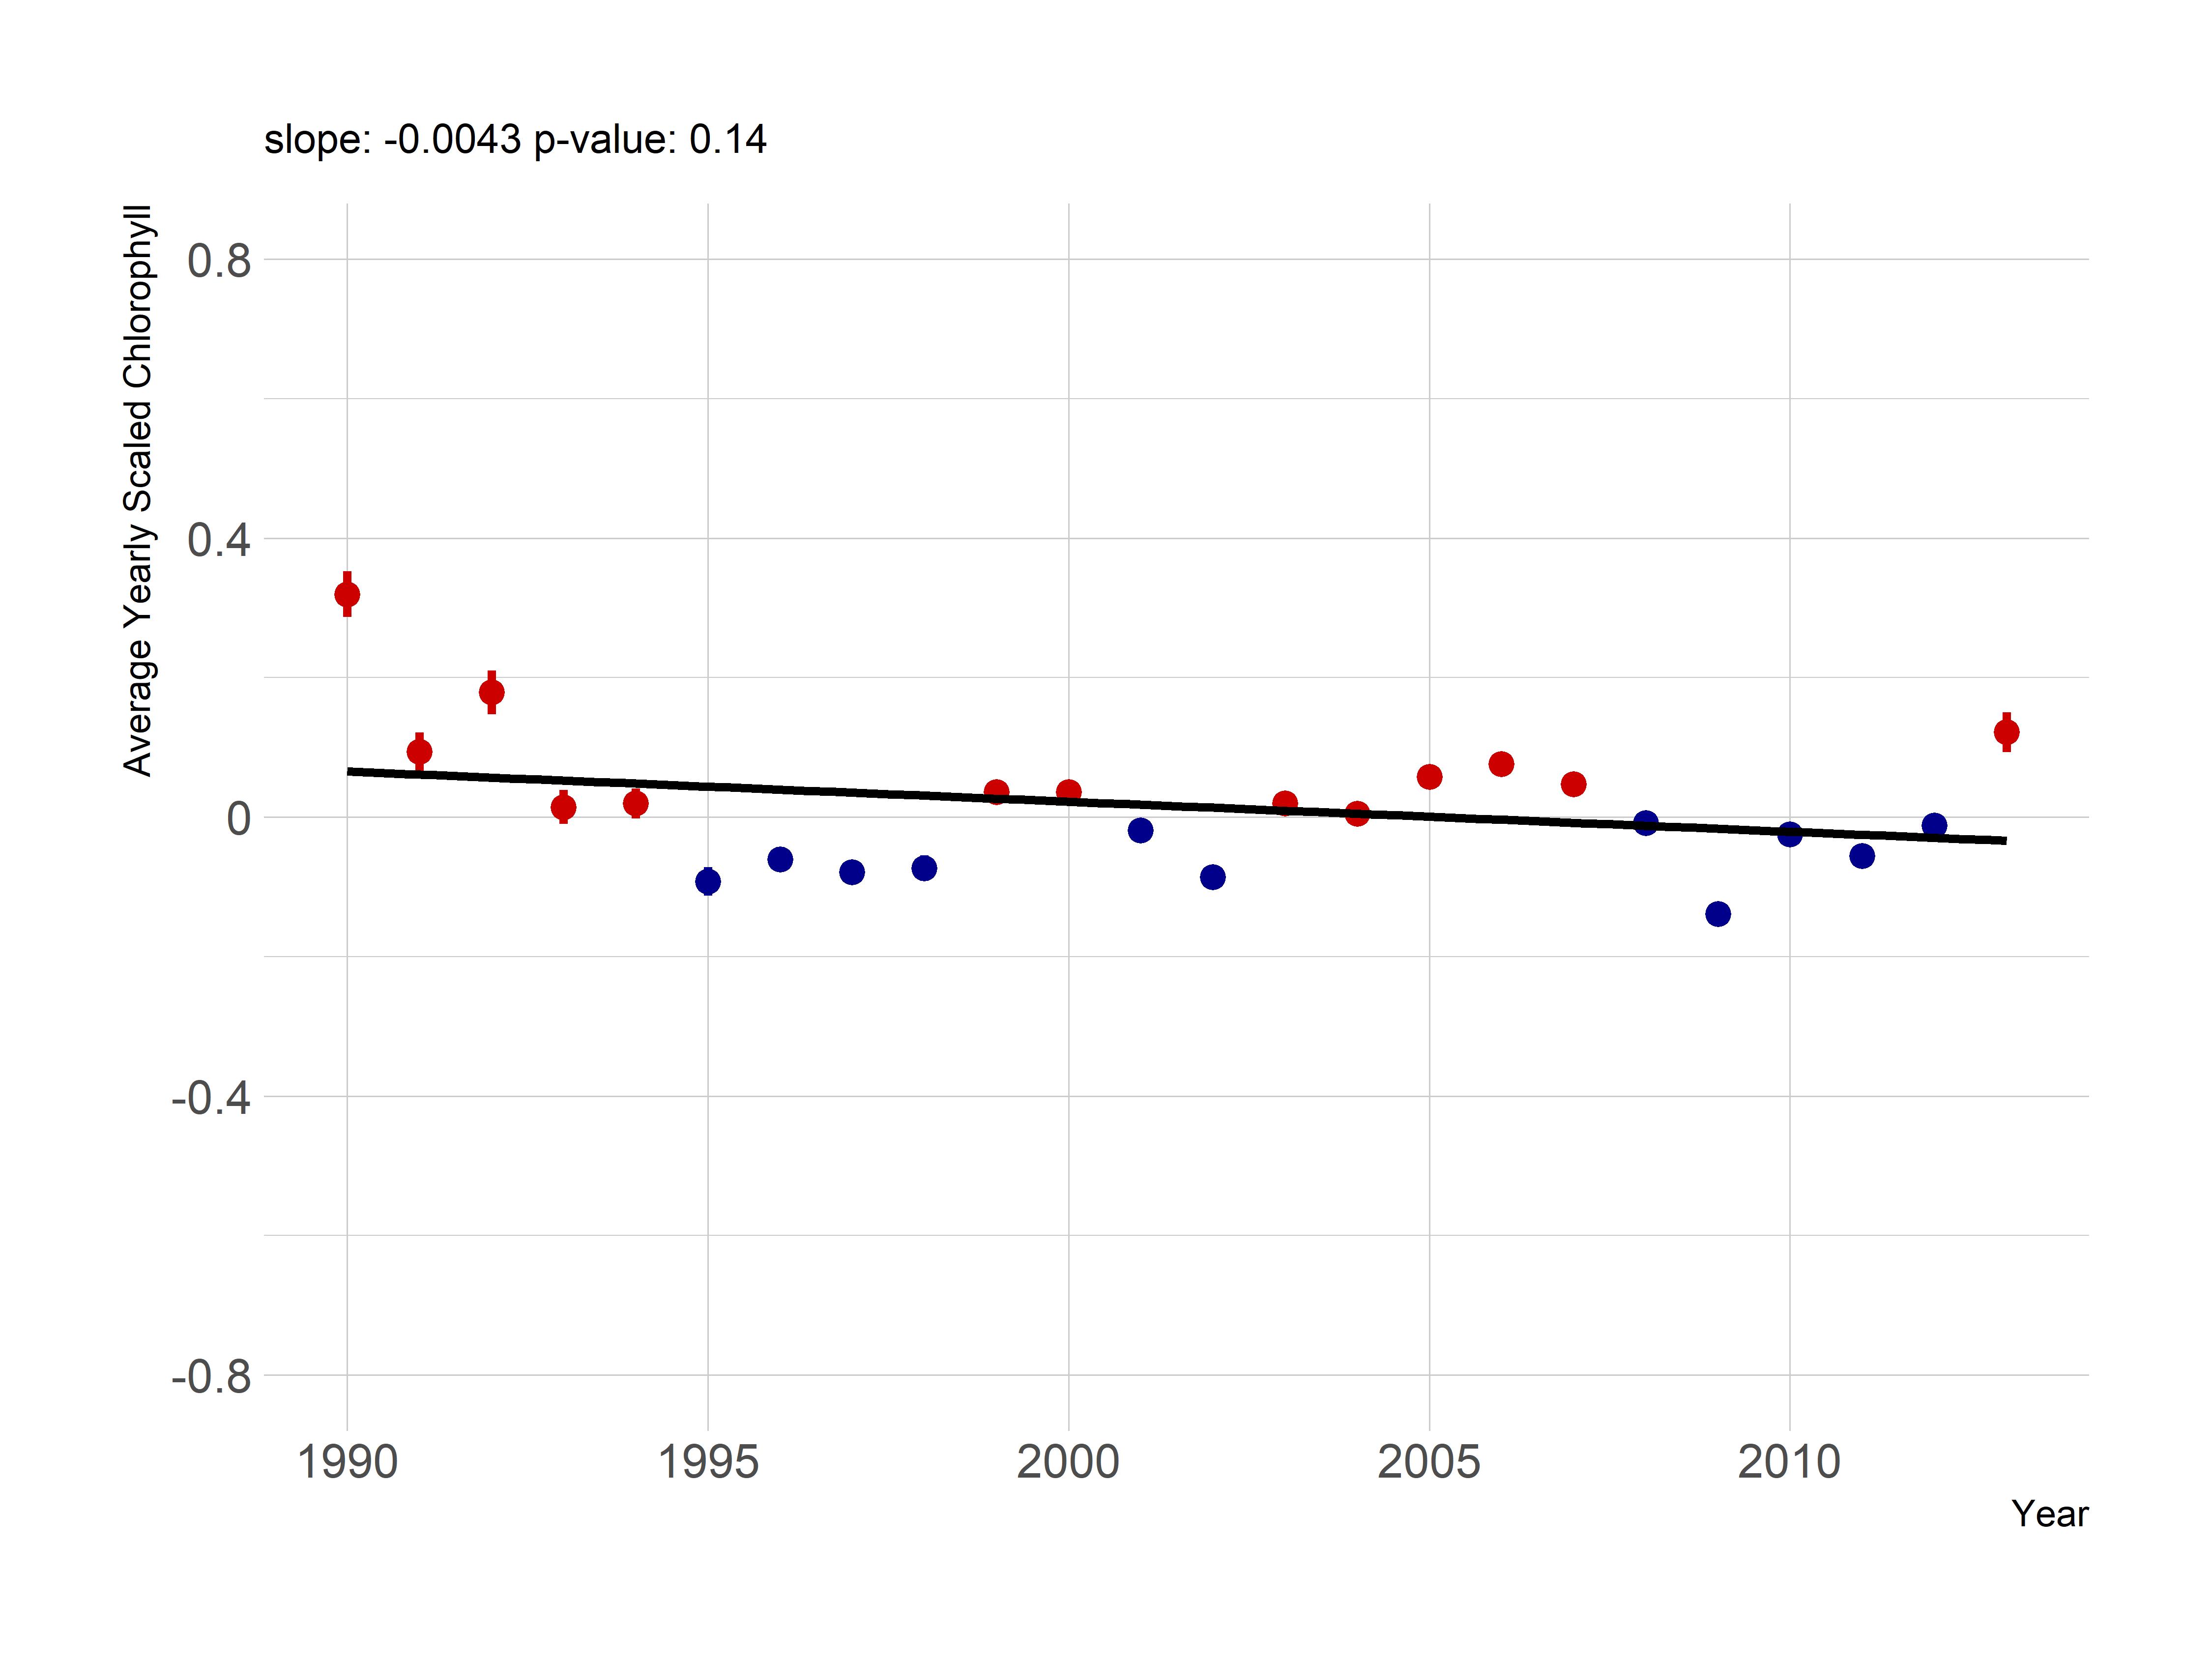 slope: -0.0043 p-value: 0.14
Average Yearly Scaled Chlorophyll
0.8
0.4
0
-0.4
-0.8
1990 1995 2000 2005 2010
Year